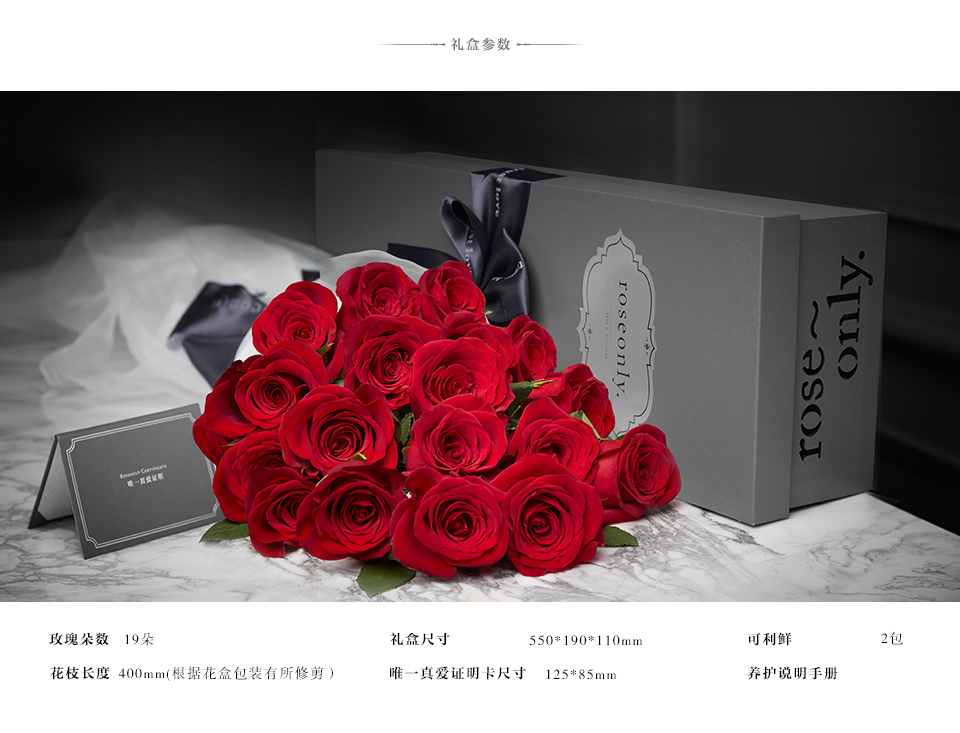 礼盒参数
love
roseonly.
rose~
only.
ROSEONLY CERTIFICATE
唯一真爱证明
玫瑰朵数 19朵 礼盒尺寸 550*190*110mm 可利鲜 2包
花枝长度 400mm(根据花盒包装有所修剪) 唯一真爱证明卡尺寸 125*85mm 养护说明手册